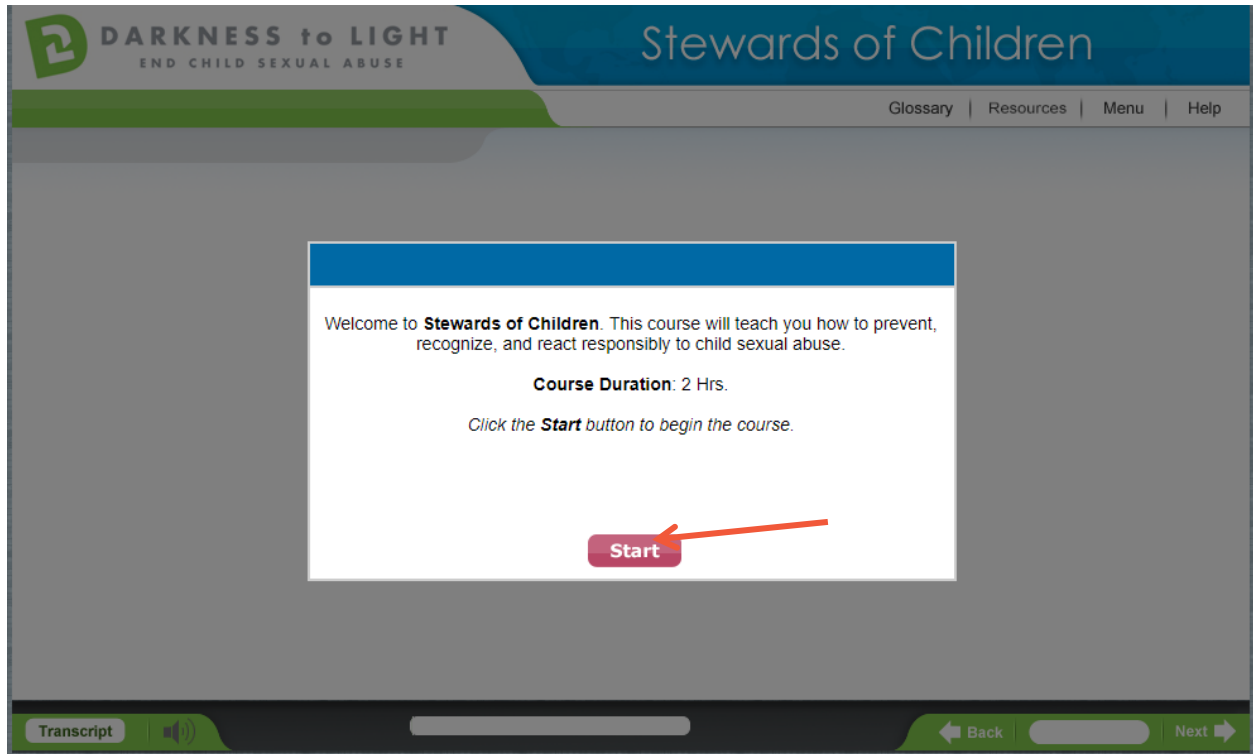 DARKNESS to LIGHT
END CHILD SEXUAL ABUSE
Stewards of Children
Glossary | Resources | Menu | Help
Welcome to Stewards of Children. This course will teach you how to prevent,
recognize, and react responsibly to child sexual abuse.
Course Duration: 2 Hrs.
Click the Start button to begin the course.
Start
Transcript
Back
Next